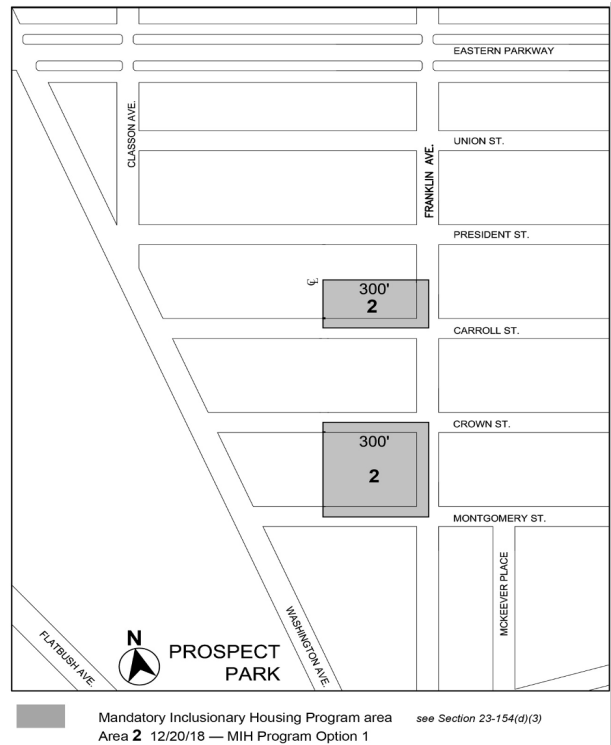 EASTERN PARKWAY
CLASSON AVE.
UNION ST.
FRANKLIN AVE.
PRESIDENT ST.
CL
300'
2
CARROLL ST.
CROWN ST.
300'
2
MONTGOMERY ST.
MCKEEVER PLACE
WASHINGTON AVE.
FLATBUSH AVE.
N
PROSPECT
PARK
Mandatory Inclusionary Housing Program area see Section 23-154(d)(3)
Area 2 12/20/18 — MIH Program Option 1